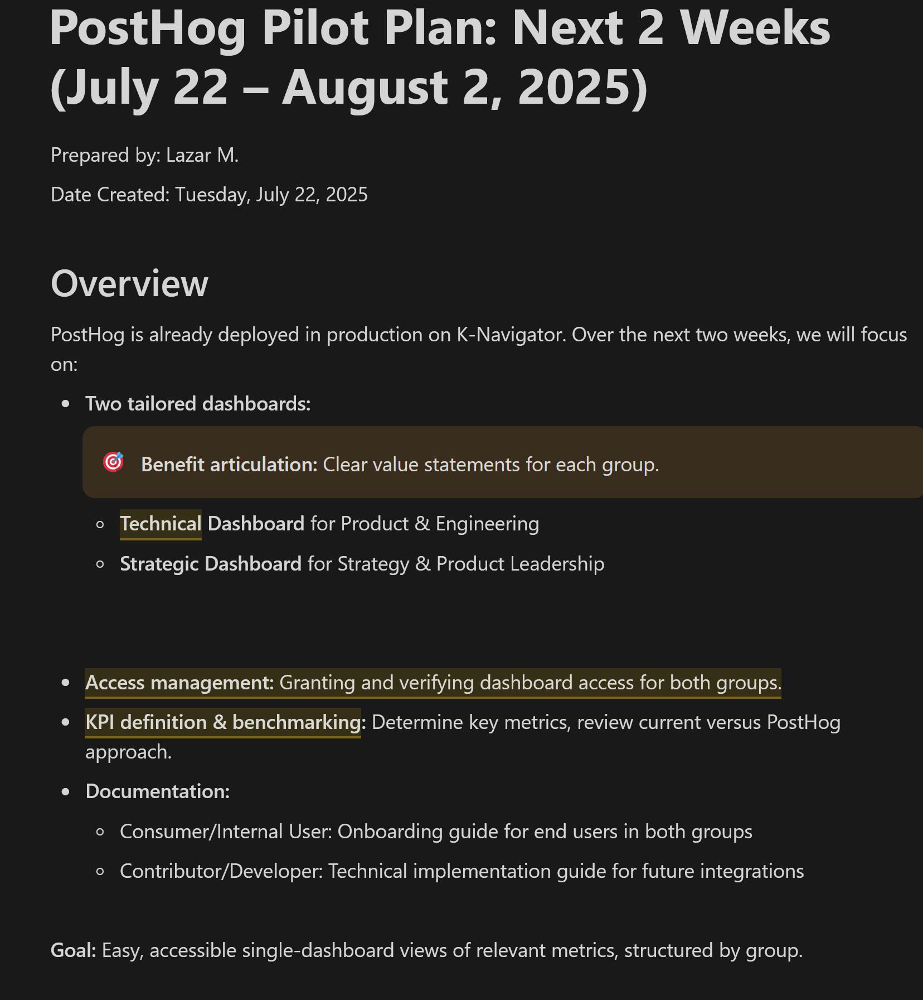 PostHog Pilot Plan: Next 2 Weeks
(July 22 – August 2, 2025)
Prepared by: Lazar M.
Date Created: Tuesday, July 22, 2025
Overview
PostHog is already deployed in production on K-Navigator. Over the next two weeks, we will focus
on:
Two tailored dashboards:
Benefit articulation: Clear value statements for each group.
Technical Dashboard for Product & Engineering
Strategic Dashboard for Strategy & Product Leadership
Access management: Granting and verifying dashboard access for both groups.
KPI definition & benchmarking: Determine key metrics, review current versus PostHog
approach.
Documentation:
Consumer/Internal User: Onboarding guide for end users in both groups
Contributor/Developer: Technical implementation guide for future integrations
Goal: Easy, accessible single-dashboard views of relevant metrics, structured by group.